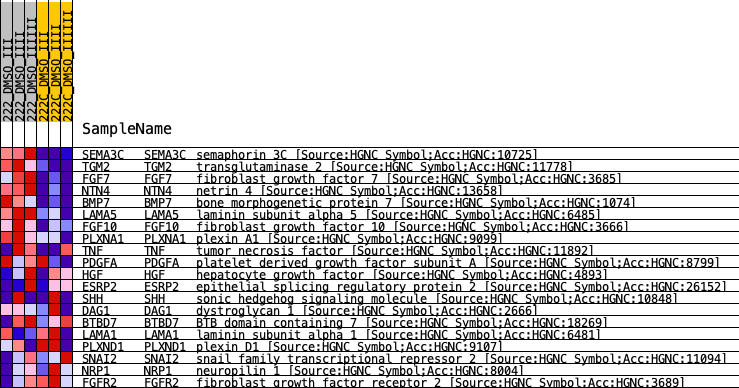 222_DMSO_III
222_DMSO_IIII
222_DMSO_IIIIII
222C_DMSO_III
222C_DMSO_IIII
222C_DMSO_IIIIII
SampleName
SEMA3C SEMA3C semaphorin 3C [Source:HGNC Symbol;Acc:HGNC:10725]
TGM2 TGM2 transglutaminase 2 [Source:HGNC Symbol;Acc:HGNC:11778]
FGF7 FGF7 fibroblast growth factor 7 [Source:HGNC Symbol;Acc:HGNC:3685]
NTN4 NTN4 netrin 4 [Source:HGNC Symbol;Acc:HGNC:13658]
BMP7 BMP7 bone morphogenetic protein 7 [Source:HGNC Symbol;Acc:HGNC:1074]
LAMA5 LAMA5 laminin subunit alpha 5 [Source:HGNC Symbol;Acc:HGNC:6485]
FGF10 FGF10 fibroblast growth factor 10 [Source:HGNC Symbol;Acc:HGNC:3666]
PLXNA1 PLXNA1 plexin A1 [Source:HGNC Symbol;Acc:HGNC:9099]
TNF TNF tumor necrosis factor [Source:HGNC Symbol;Acc:HGNC:11892]
PDGFA PDGFA platelet derived growth factor subunit A [Source:HGNC Symbol;Acc:HGNC:8799]
HGF HGF hepatocyte growth factor [Source:HGNC Symbol;Acc:HGNC:4893]
ESRP2 ESRP2 epithelial splicing regulatory protein 2 [Source:HGNC Symbol;Acc:HGNC:26152]
SHH SHH sonic hedgehog signaling molecule [Source:HGNC Symbol;Acc:HGNC:10848]
DAG1 DAG1 dystroglycan 1 [Source:HGNC Symbol;Acc:HGNC:2666]
BTBD7 BTBD7 BTB domain containing 7 [Source:HGNC Symbol;Acc:HGNC:18269]
LAMA1 LAMA1 laminin subunit alpha 1 [Source:HGNC Symbol;Acc:HGNC:6481]
PLXND1 PLXND1 plexin D1 [Source:HGNC Symbol;Acc:HGNC:9107]
SNAI2 SNAI2 snail family transcriptional repressor 2 [Source:HGNC Symbol;Acc:HGNC:11094]
NRP1 NRP1 neuropilin 1 [Source:HGNC Symbol;Acc:HGNC:8004]
FGFR2 FGFR2 fibroblast growth factor receptor 2 [Source:HGNC Symbol;Acc:HGNC:3689]